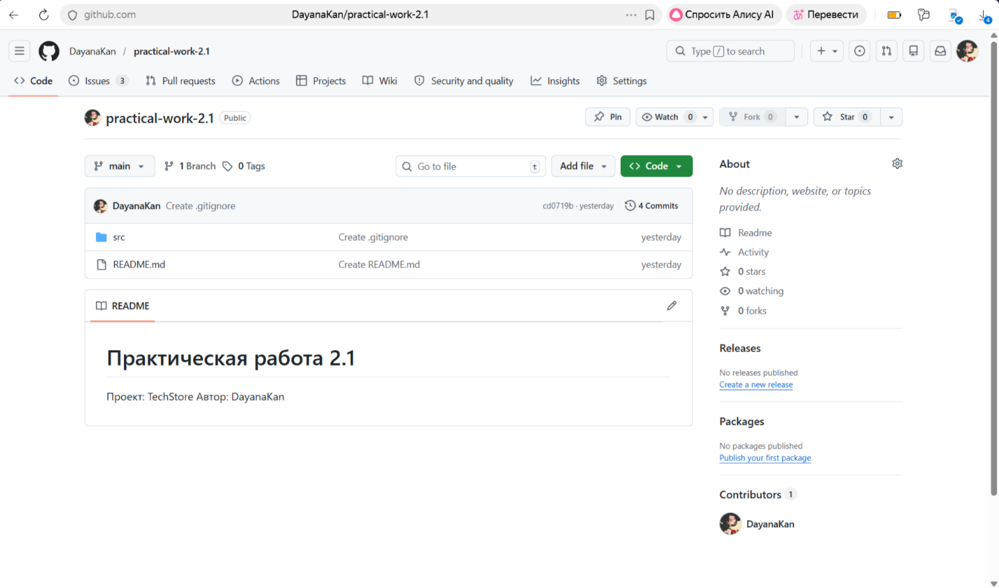 github.com DayanaKan/practical-work-2.1 Спросить Алису AI Перевести 4
DayanaKan / practical-work-2.1 Type / to search
Code Issues 3 Pull requests Actions Projects Wiki Security and quality Insights Settings
practical-work-2.1 Public Pin Watch 0 Fork 0 Star 0
main 1 Branch 0 Tags Go to file t Add file Code
DayanaKan Create .gitignore cd0719b · yesterday 4 Commits
src Create .gitignore yesterday
README.md Create README.md yesterday
README
Практическая работа 2.1
Проект: TechStore Автор: DayanaKan
About
No description, website, or topics
provided.
Readme
Activity
0 stars
0 watching
0 forks
Releases
No releases published
Create a new release
Packages
No packages published
Publish your first package
Contributors 1
DayanaKan